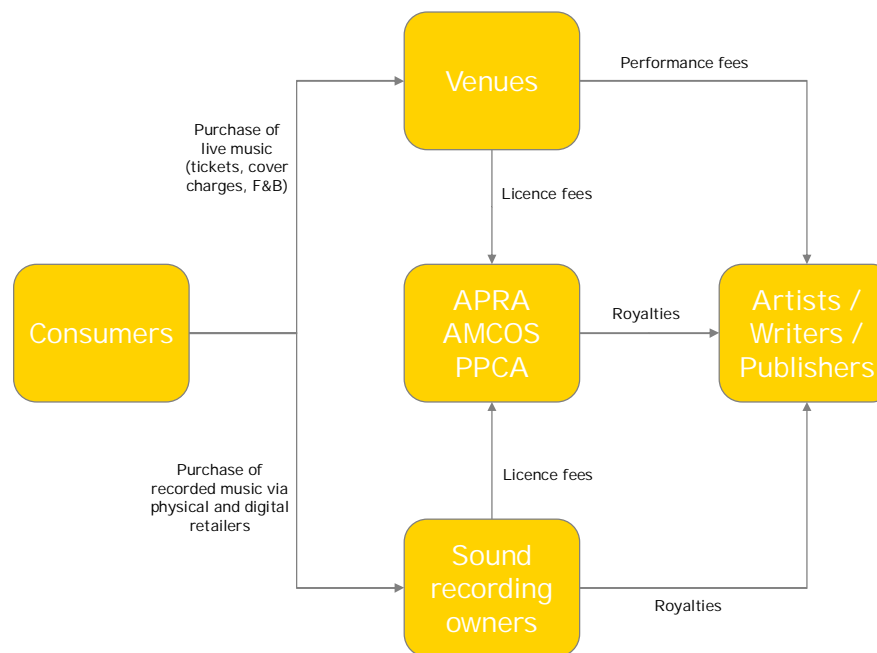 Venues
Performance fees
Purchase of
live music
(tickets, cover
charges, F&B)
Licence fees
Consumers
APRA
AMCOS
PPCA
Royalties
Artists /
Writers /
Publishers
Purchase of
recorded music via
physical and digital
retailers
Licence fees
Sound
recording
owners
Royalties